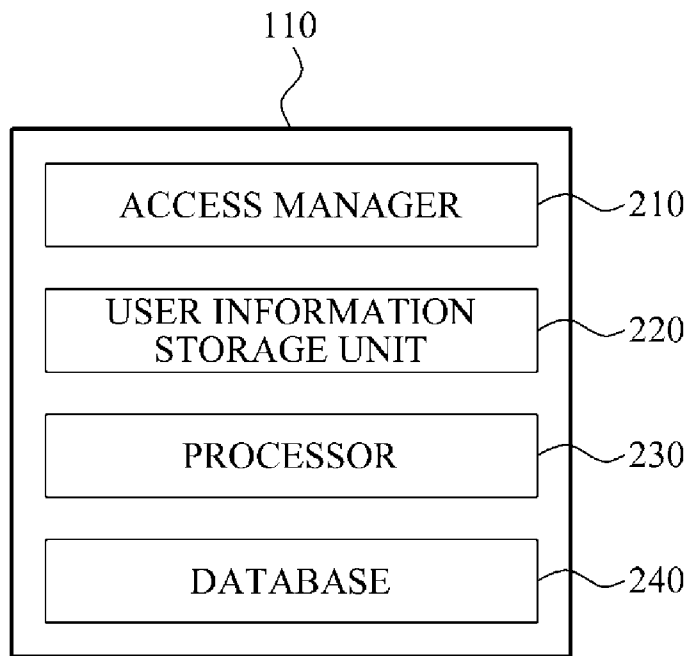 110
ACCESS MANAGER 210
USER INFORMATION
STORAGE UNIT 220
PROCESSOR 230
DATABASE 240